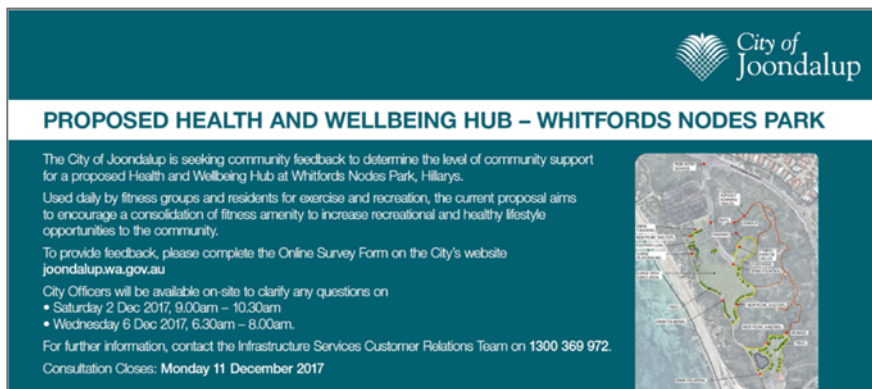 City of
Joondalup
PROPOSED HEALTH AND WELLBEING HUB – WHITFORDS NODES PARK
The City of Joondalup is seeking community feedback to determine the level of community support
for a proposed Health and Wellbeing Hub at Whitfords Nodes Park, Hillarys.
Used daily by fitness groups and residents for exercise and recreation, the current proposal aims
to encourage a consolidation of fitness amenity to increase recreational and healthy lifestyle
opportunities to the community.
To provide feedback, please complete the Online Survey Form on the City's website
joondalup.wa.gov.au
City Officers will be available on-site to clarify any questions on
• Saturday 2 Dec 2017, 9.00am – 10.30am
• Wednesday 6 Dec 2017, 6.30am – 8.00am.
For further information, contact the Infrastructure Services Customer Relations Team on 1300 369 972.
Consultation Closes: Monday 11 December 2017